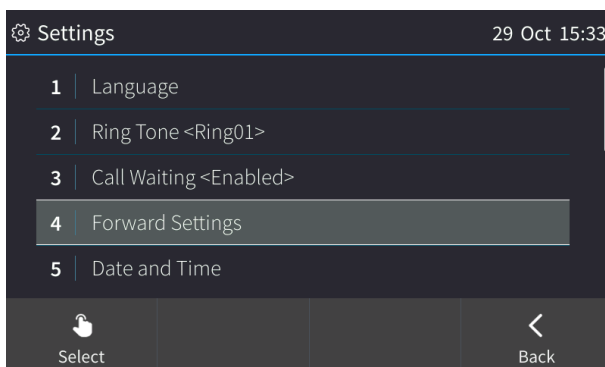 Settings 29 Oct 15:33
1 Language
2 Ring Tone <Ring01>
3 Call Waiting <Enabled>
4 Forward Settings
5 Date and Time
Select Back